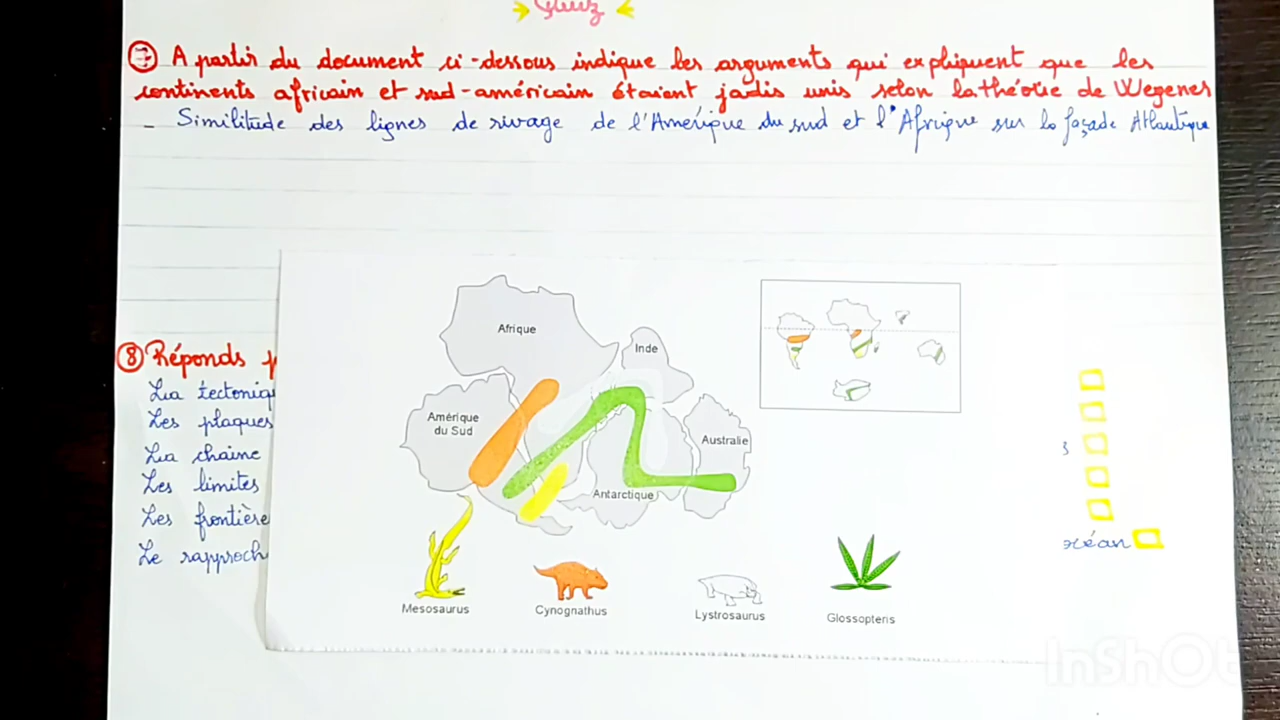 Quiz
⑦ A partir du document ci-dessous indique les arguments qui expliquent que les
continents africain et sud-américain étaient jadis unis selon la théorie de Wegener
- Similitude des lignes de rivage de l'Amérique du sud et l'Afrique sur la façade Atlantique
Afrique
Inde
Amérique
du Sud
Australie
Antarctique
⑧ Réponds
La tectoniq
Les plaques
La chaine
Les limites
Les frontière
Le rapproch
s
océan
Mesosaurus
Cynognathus
Lystrosaurus
Glossopteris
InShOt